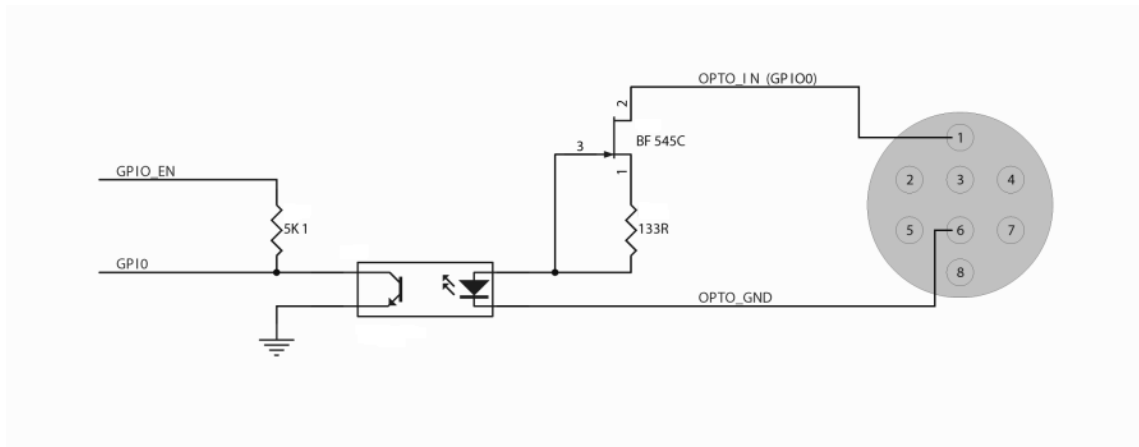 OPTO_IN (GPIO0)
2
BF 545C
3
1
1
GPIO_EN
2
3
4
5K1
133R
5
6
7
GPI0
8
OPTO_GND